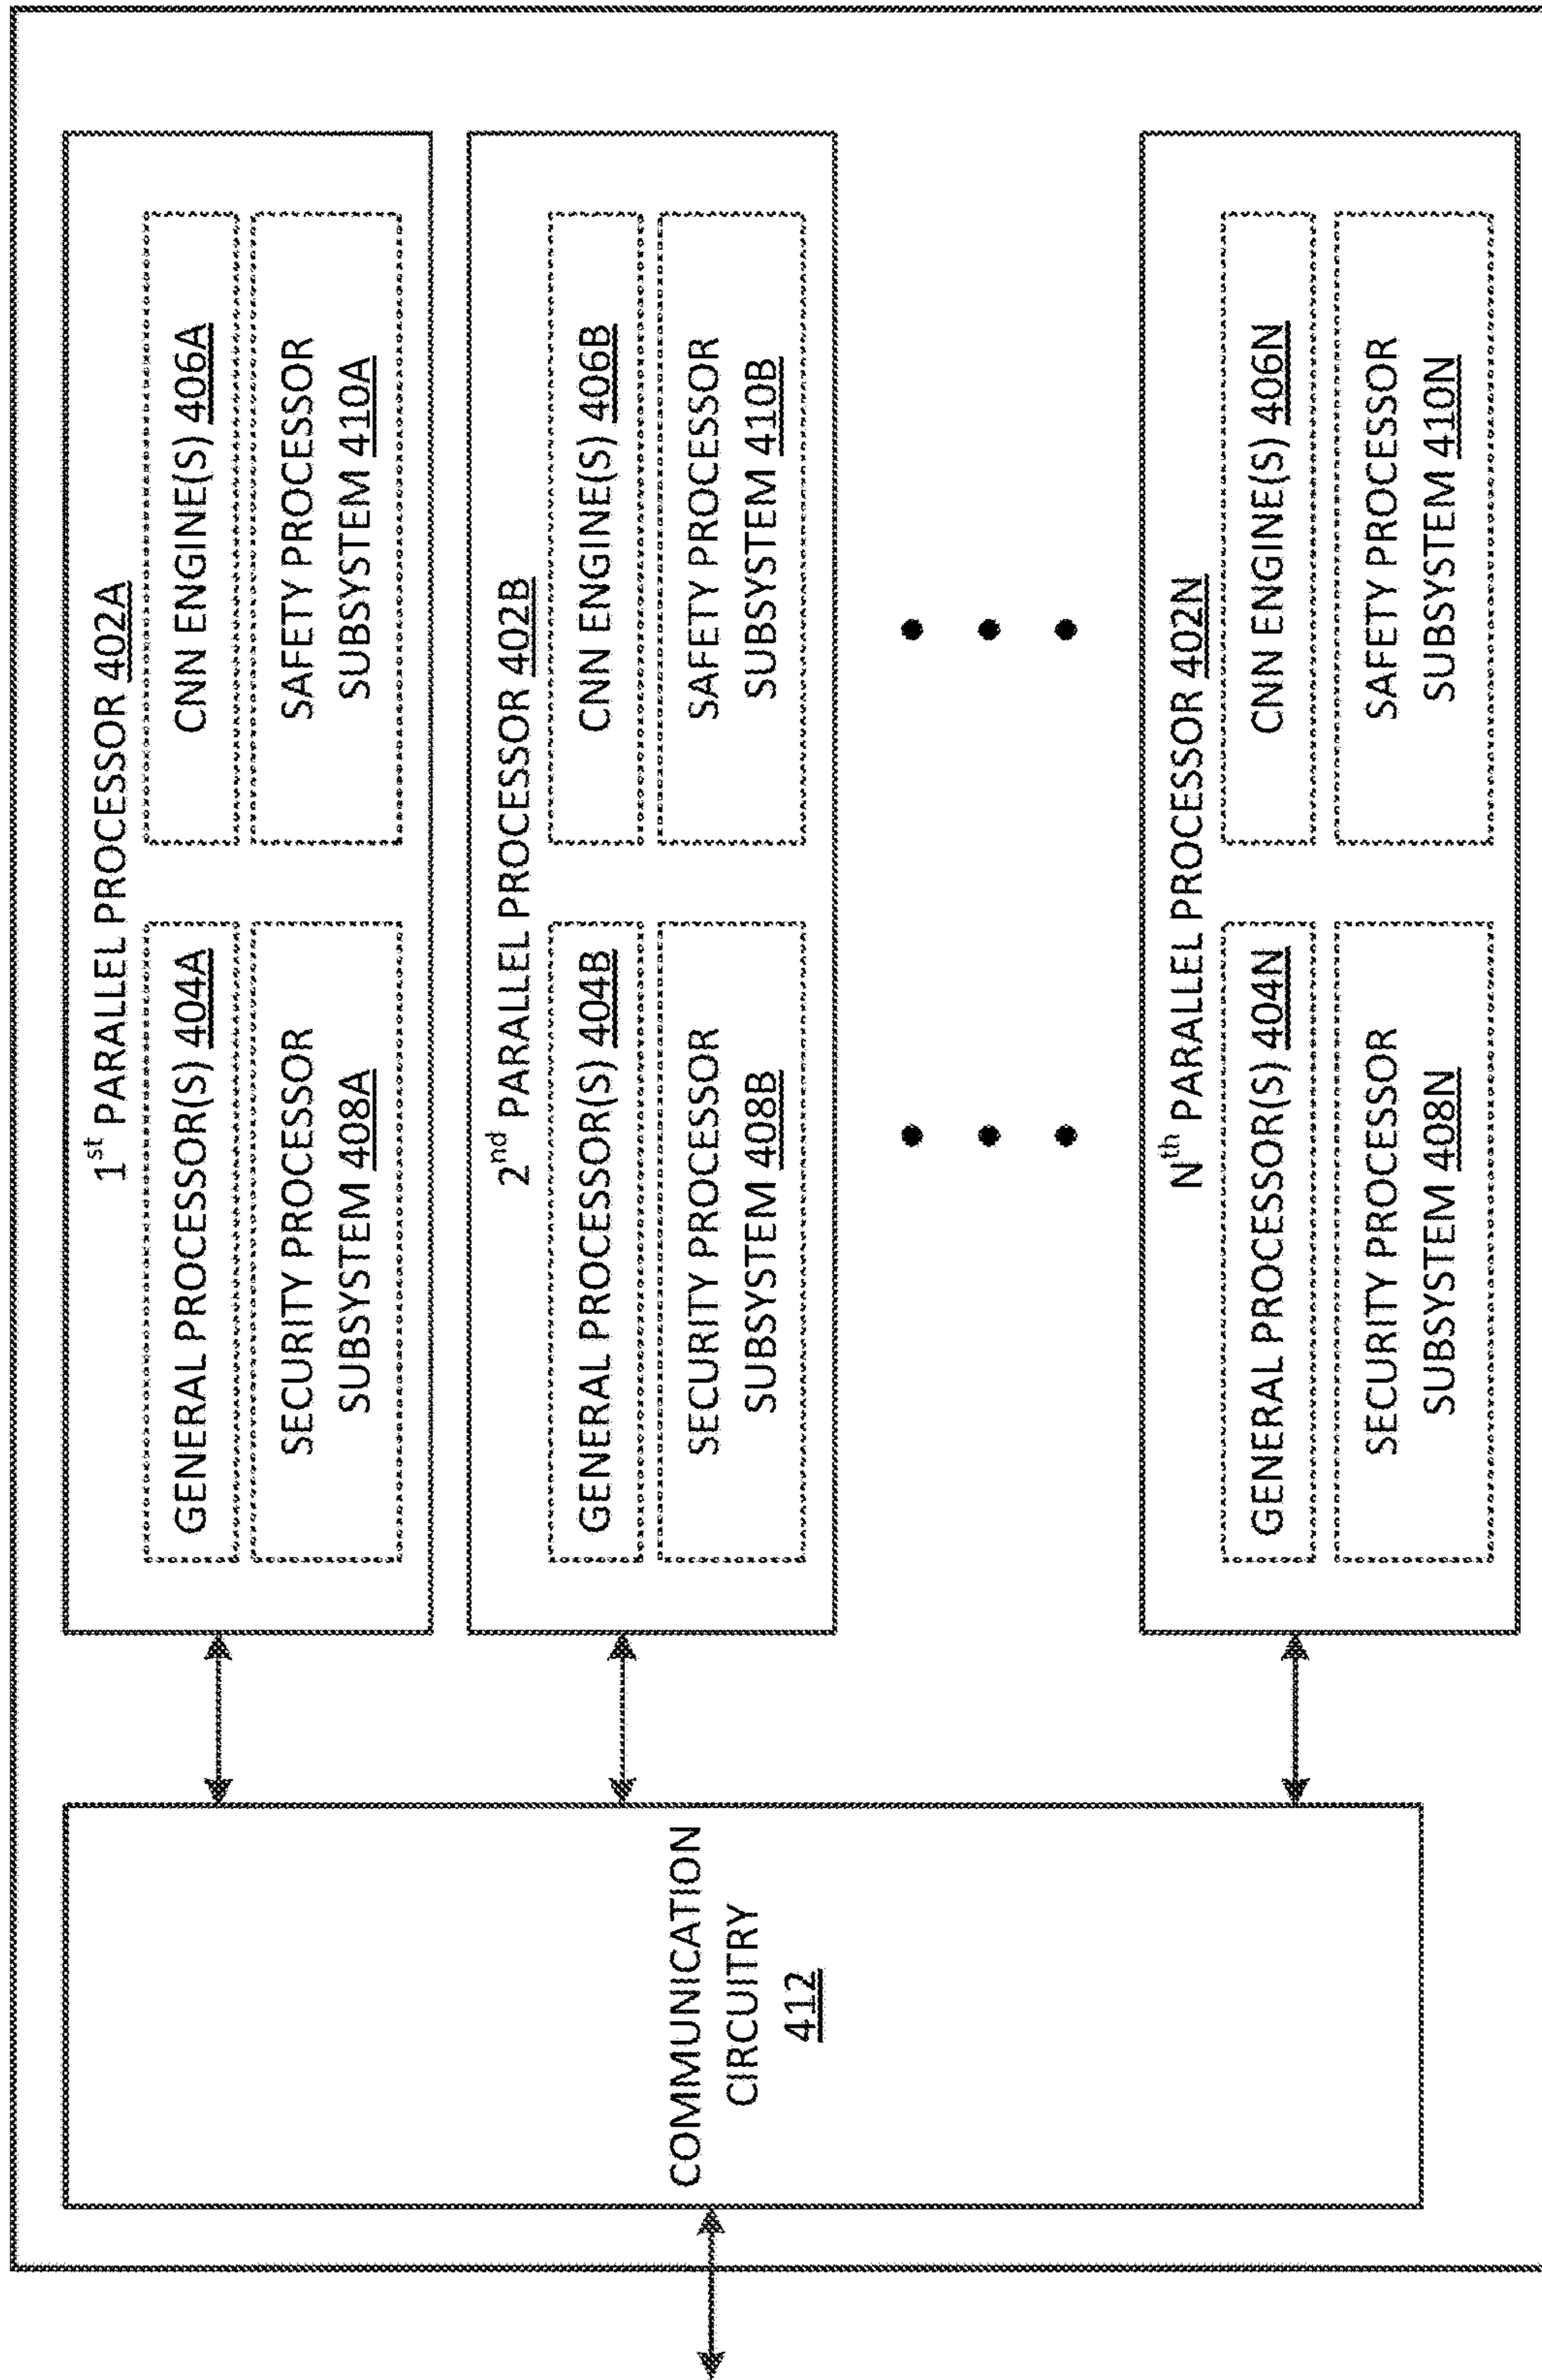 COMMUNICATION
CIRCUITRY
412
1st PARALLEL PROCESSOR 402A
GENERAL PROCESSOR(S) 404A
CNN ENGINE(S) 406A
SECURITY PROCESSOR
SUBSYSTEM 408A
SAFETY PROCESSOR
SUBSYSTEM 410A
2nd PARALLEL PROCESSOR 402B
GENERAL PROCESSOR(S) 404B
CNN ENGINE(S) 406B
SECURITY PROCESSOR
SUBSYSTEM 408B
SAFETY PROCESSOR
SUBSYSTEM 410B
Nth PARALLEL PROCESSOR 402N
GENERAL PROCESSOR(S) 404N
CNN ENGINE(S) 406N
SECURITY PROCESSOR
SUBSYSTEM 408N
SAFETY PROCESSOR
SUBSYSTEM 410N